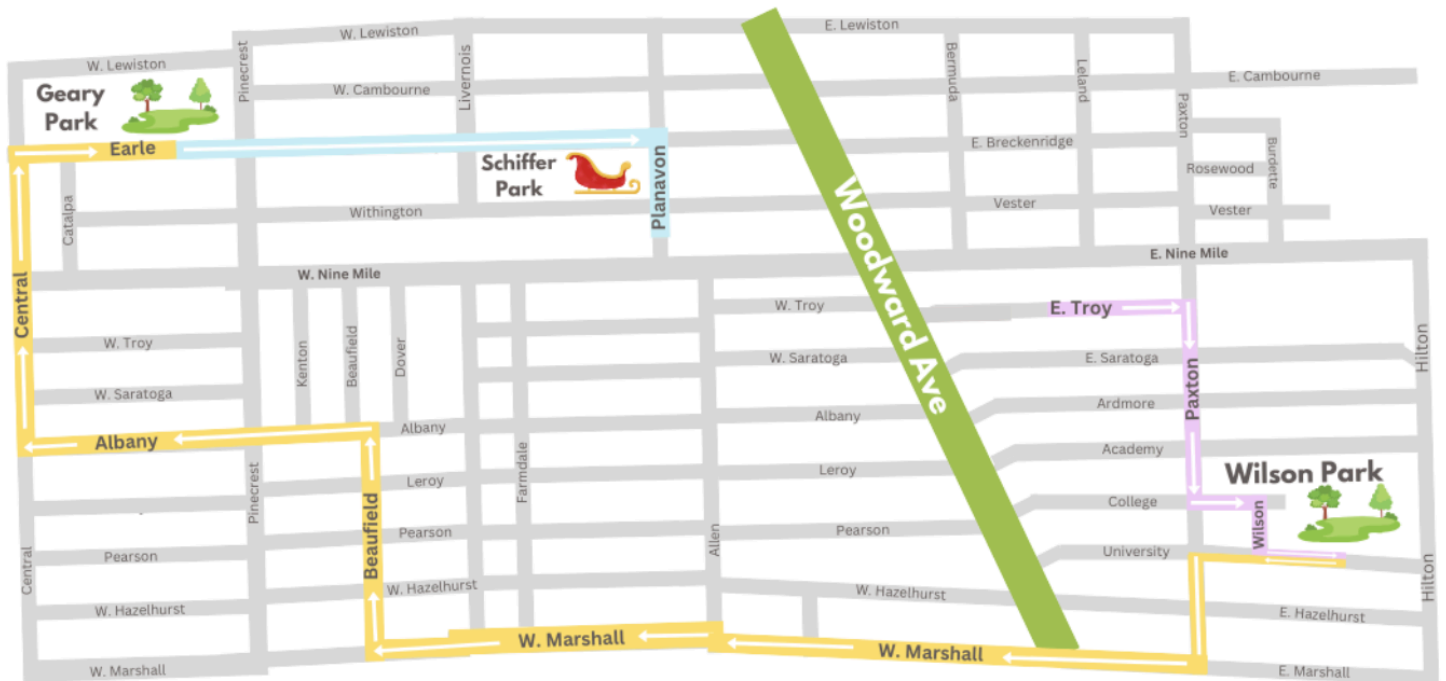 W. Lewiston
E. Lewiston
W. Lewiston
Pinecrest
Livernois
Bermuda
Leland
E. Cambourne
W. Cambourne
Paxton
Geary
Park
Earle
E. Breckenridge
Burdette
Schiffer
Park
Planavon
Rosewood
Catalpa
Withington
Vester
Vester
Woodward Ave
W. Nine Mile
E. Nine Mile
Central
W. Troy
E. Troy
W. Troy
Kenton
Beaufield
Dover
W. Saratoga
E. Saratoga
Hilton
W. Saratoga
Paxton
Albany
Ardmore
Albany
Albany
Academy
Pinecrest
Farmdale
Leroy
Leroy
Wilson Park
College
Wilson
Beaufield
Pearson
Pearson
Allen
University
Central
Pearson
Hilton
W. Hazelhurst
W. Hazelhurst
W. Hazelhurst
E. Hazelhurst
W. Marshall
W. Marshall
W. Marshall
E. Marshall